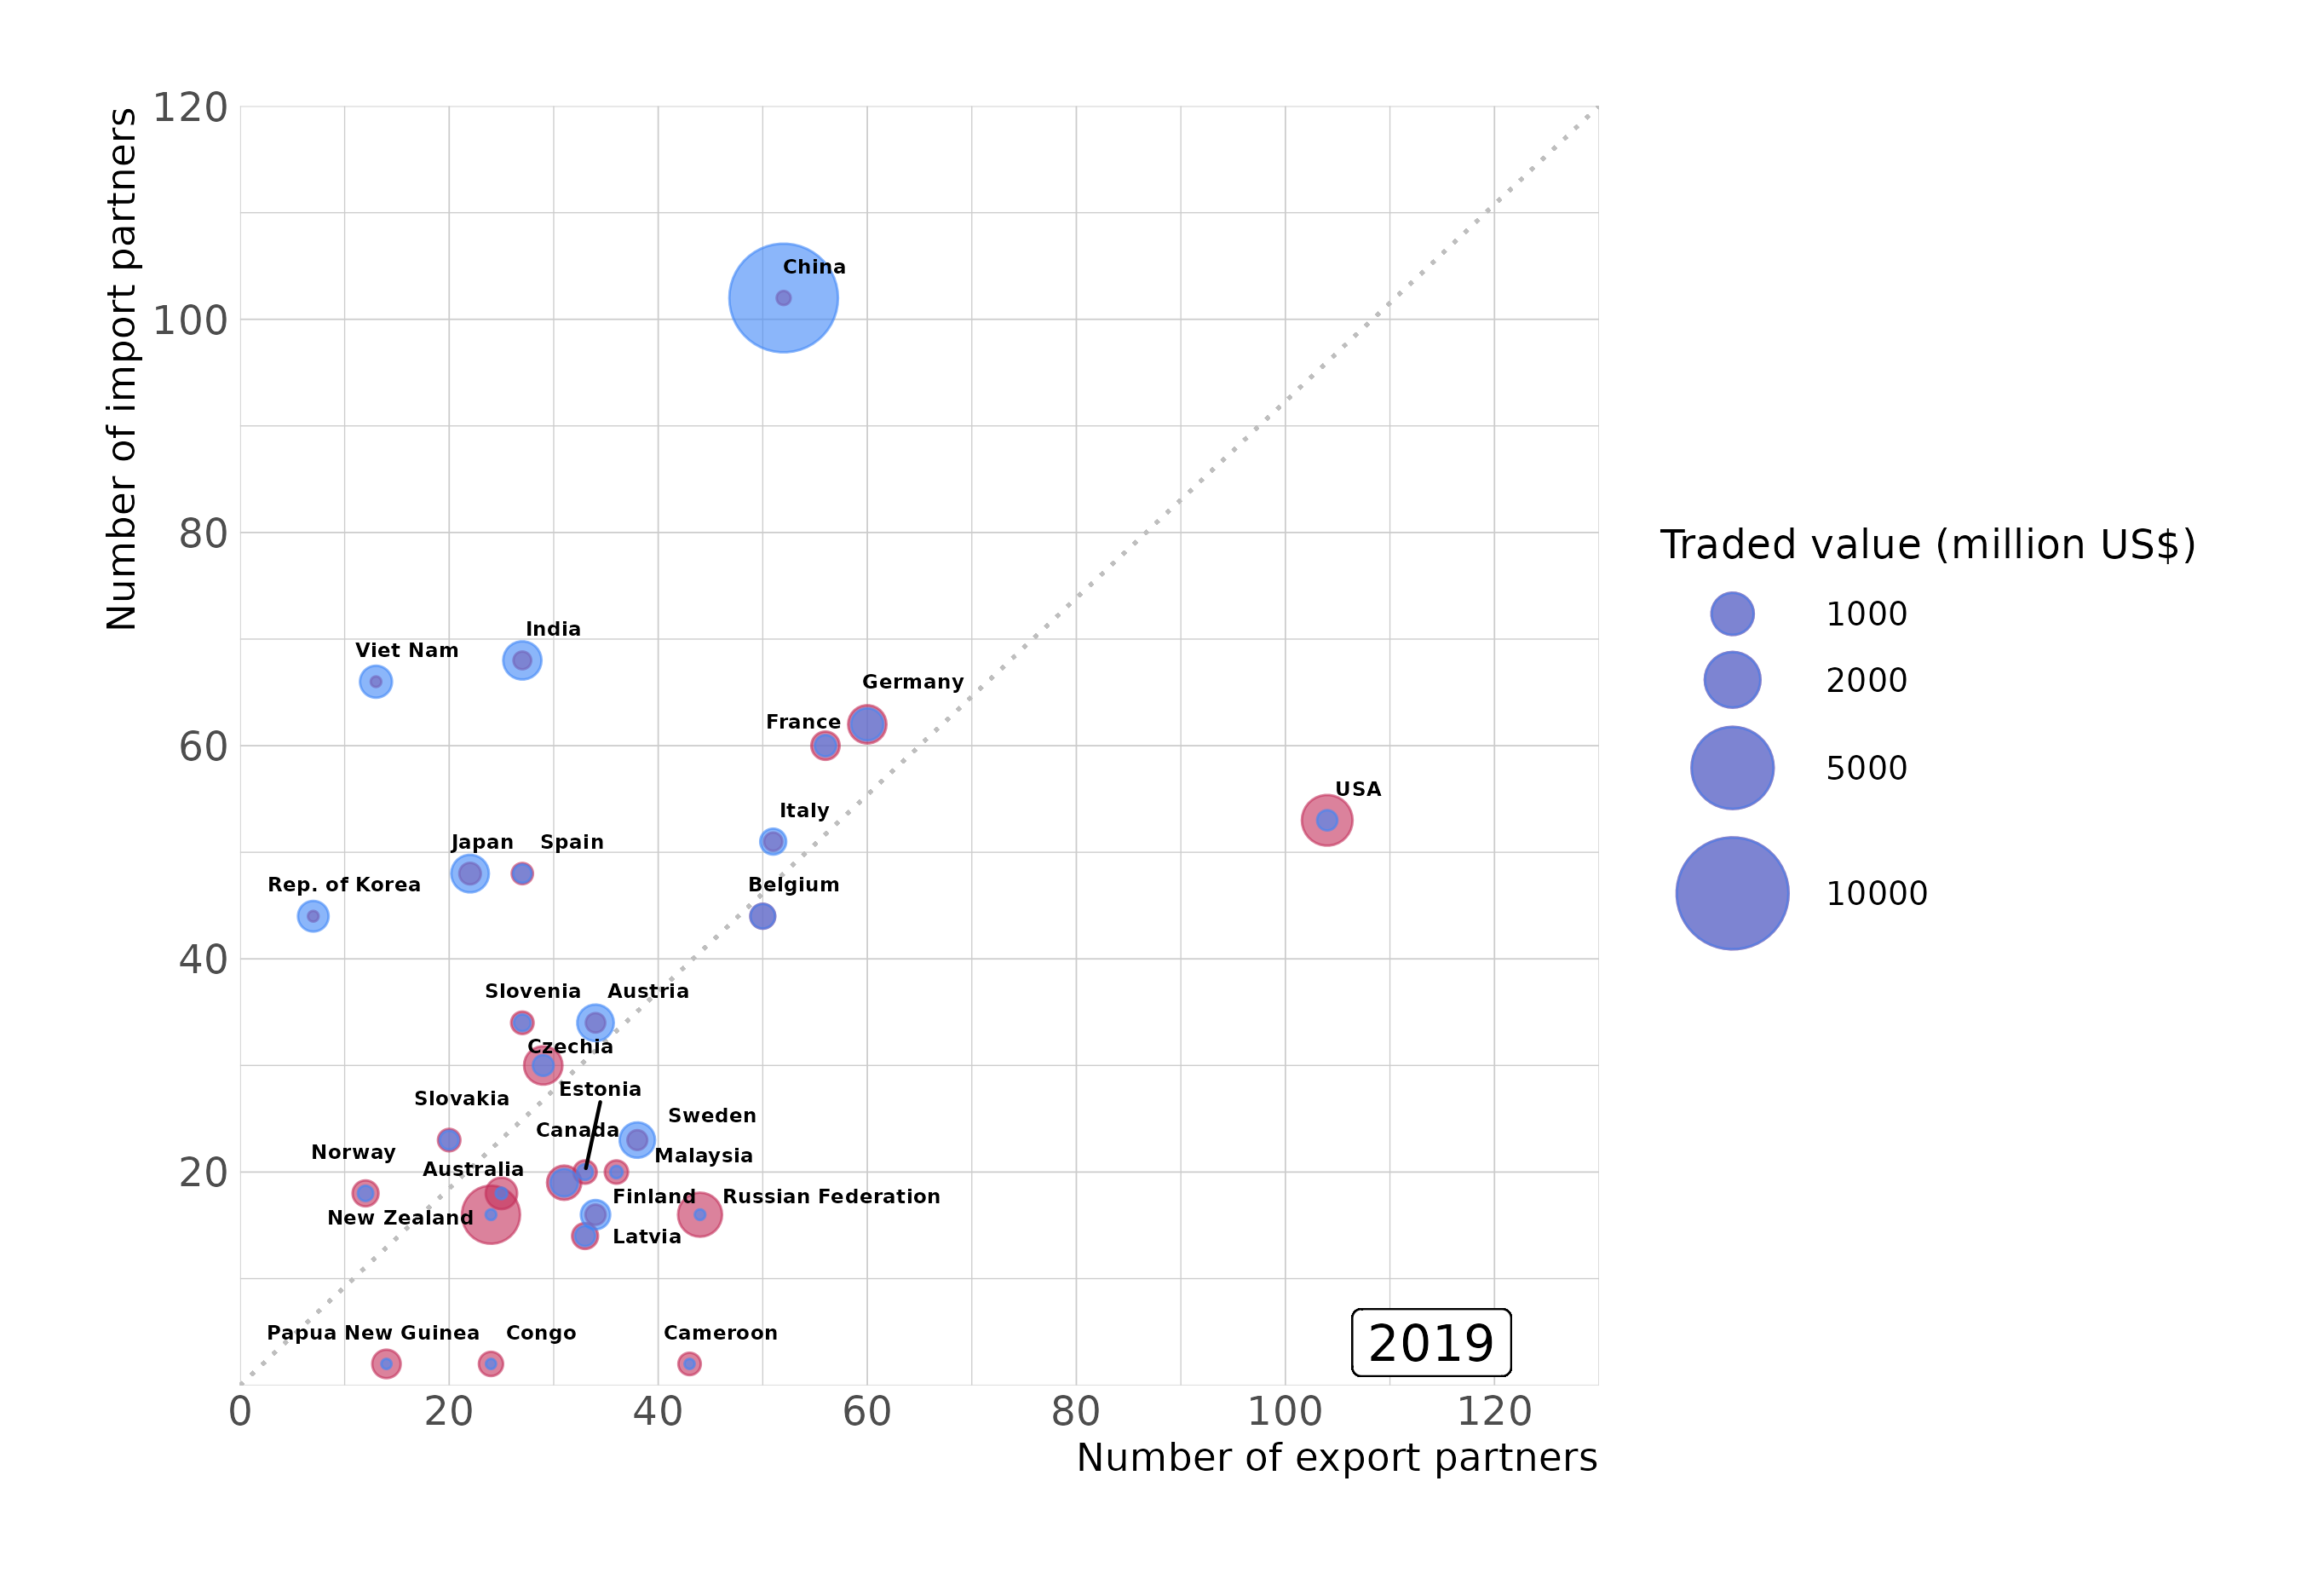 Number of import partners
120
100
80
60
40
20
China
India
Viet Nam
Germany
France
USA
Italy
Japan
Spain
Belgium
Rep. of Korea
Slovenia
Austria
Czechia
Estonia
Slovakia
Sweden
Canada
Norway
Malaysia
Australia
Finland
Russian Federation
New Zealand
Latvia
Papua New Guinea
Congo
Cameroon
2019
0
20
40
60
80
100
120
Number of export partners
Traded value (million US$)
1000
2000
5000
10000